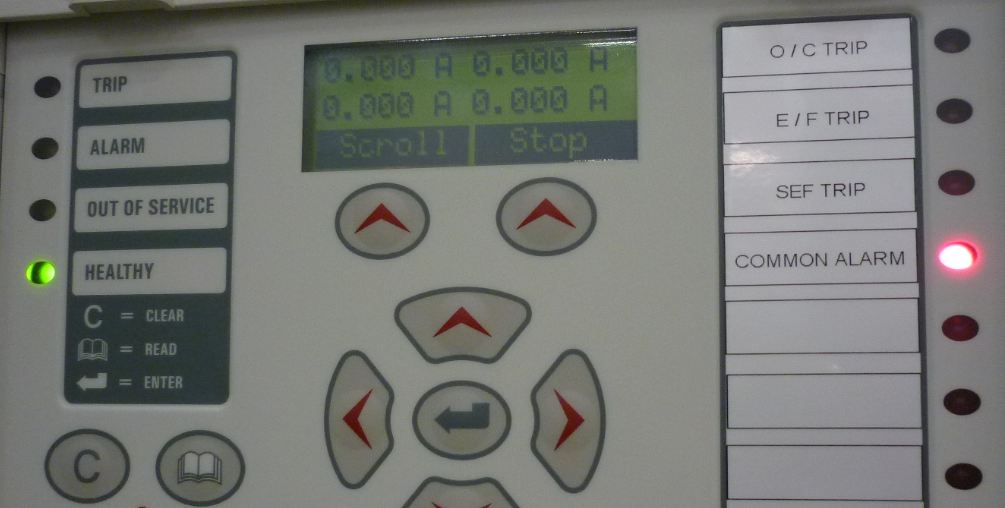 TRIP
ALARM
OUT OF SERVICE
HEALTHY
C = CLEAR
= READ
= ENTER
C
0.000 A 0.000 A
0.000 A 0.000 A
Scroll Stop
O / C TRIP
E / F TRIP
SEF TRIP
COMMON ALARM